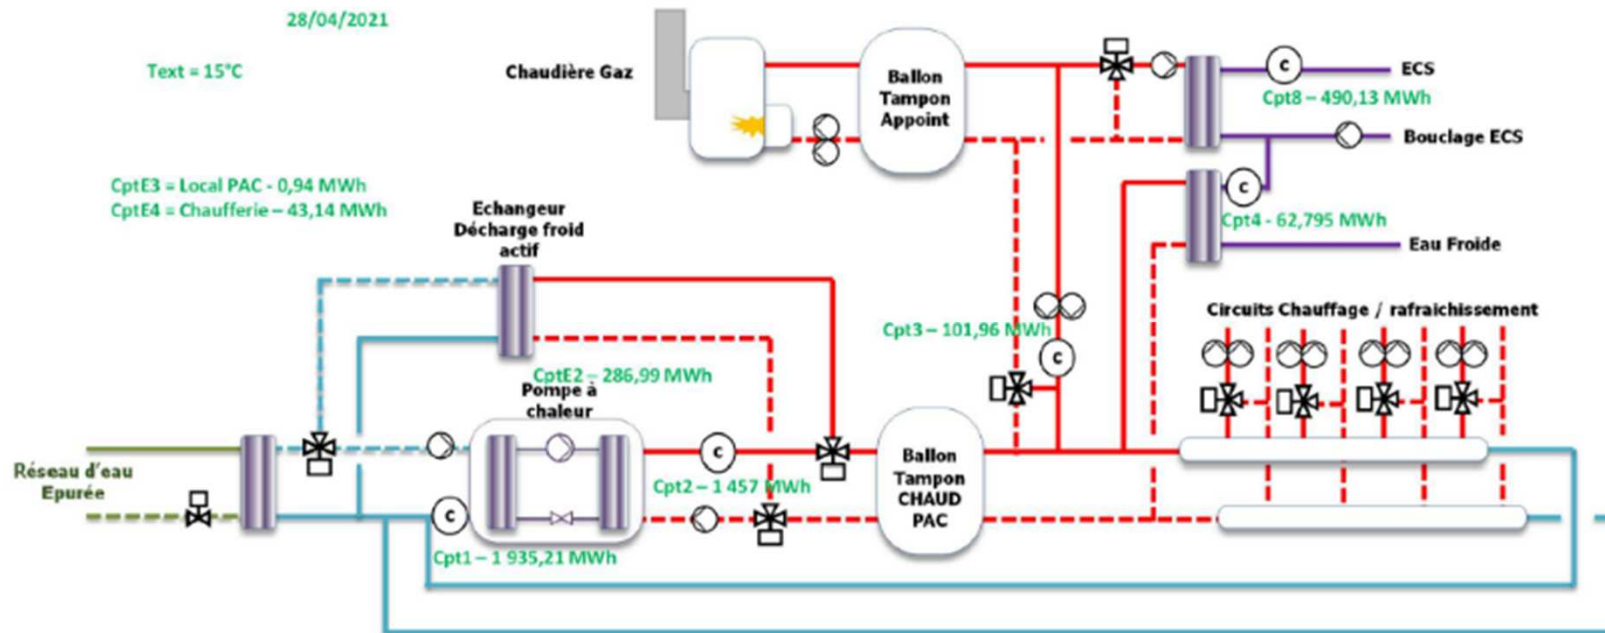 28/04/2021
Text = 15°C
Chaudière Gaz
Ballon
Tampon
Appoint
c
ECS
Cpt8 – 490,13 MWh
Bouclage ECS
CptE3 = Local PAC - 0,94 MWh
CptE4 = Chaufferie – 43,14 MWh
Echangeur
Décharge froid
actif
c
Cpt4 - 62,795 MWh
Eau Froide
Circuits Chauffage / rafraichissement
Cpt3 – 101,96 MWh
c
CptE2 – 286,99 MWh
Pompe à
chaleur
c
Réseau d'eau
Epurée
Cpt2 – 1 457 MWh
Ballon
Tampon
CHAUD
PAC
c
Cpt1 – 1 935,21 MWh